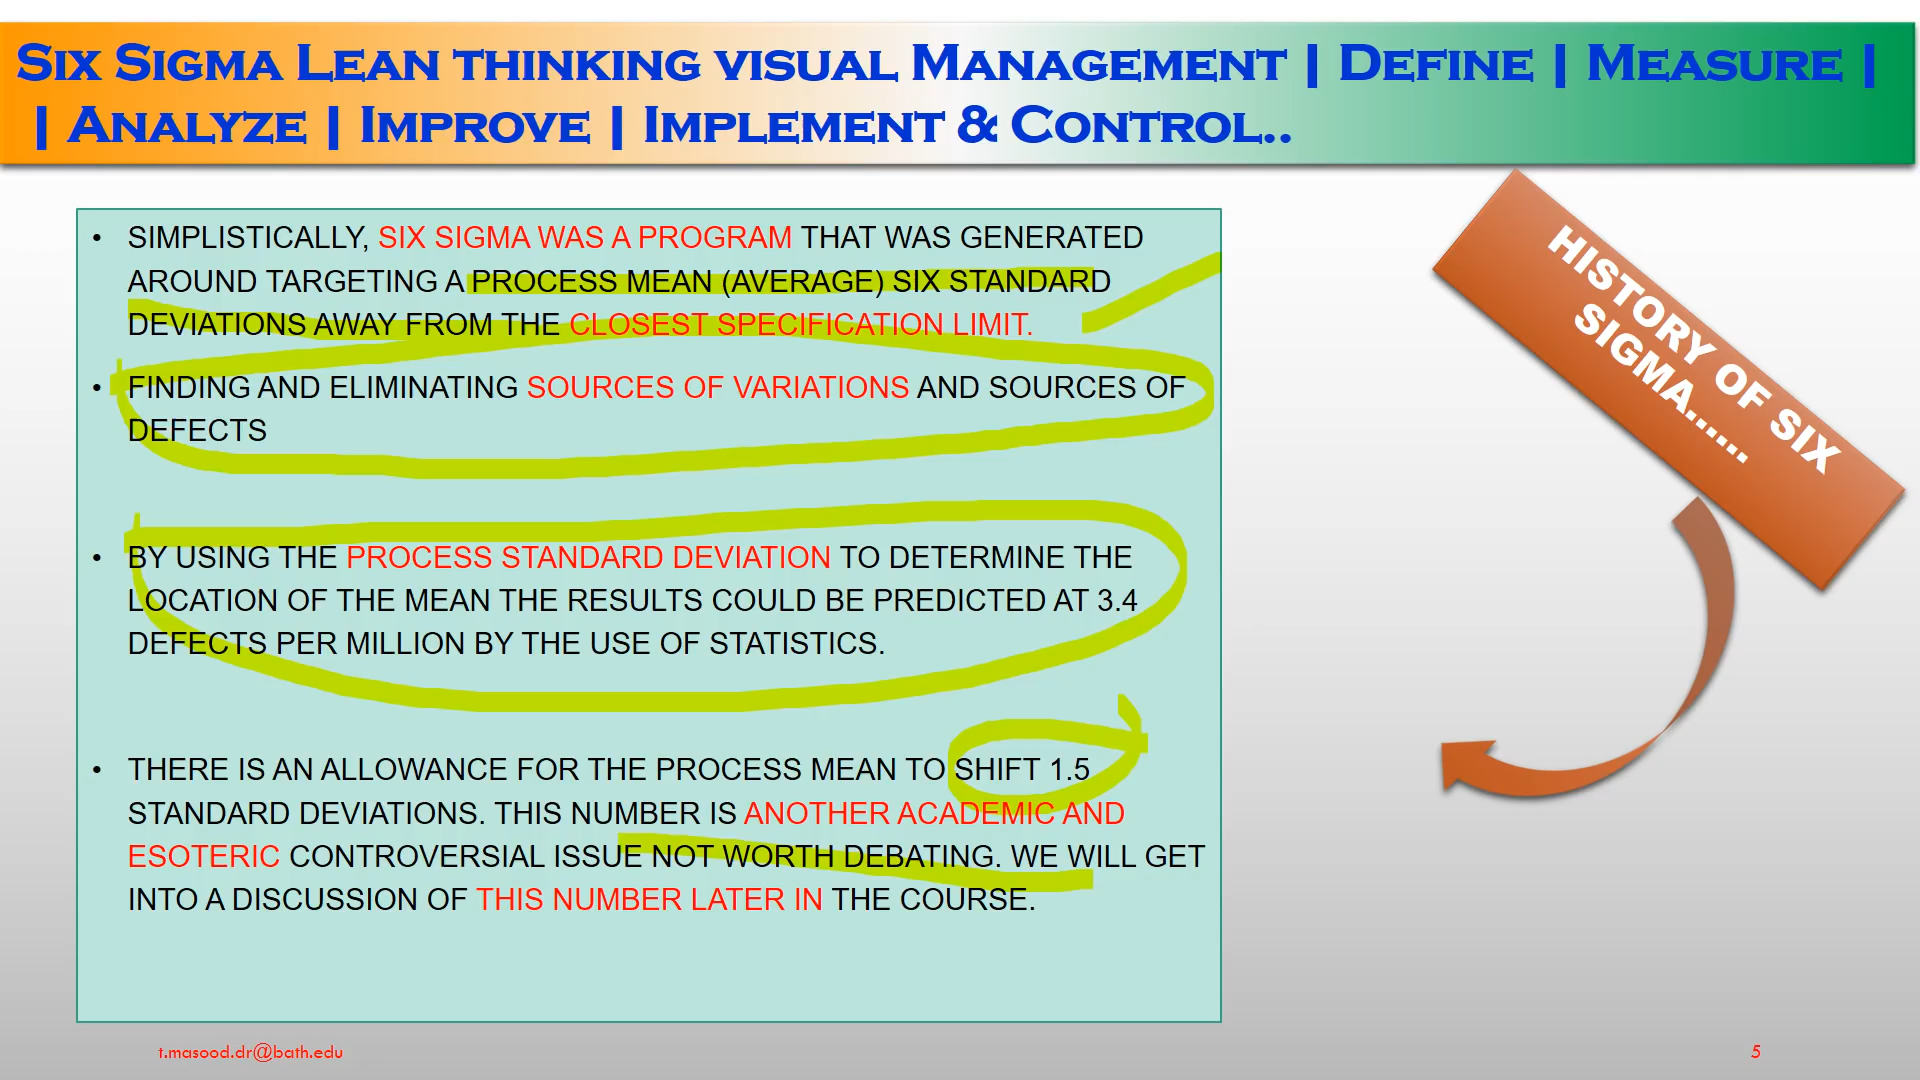 Six Sigma Lean thinking visual Management | Define | Measure |
| Analyze | Improve | Implement & Control..
• SIMPLISTICALLY, SIX SIGMA WAS A PROGRAM THAT WAS GENERATED
AROUND TARGETING A PROCESS MEAN (AVERAGE) SIX STANDARD
DEVIATIONS AWAY FROM THE CLOSEST SPECIFICATION LIMIT.
• FINDING AND ELIMINATING SOURCES OF VARIATIONS AND SOURCES OF
DEFECTS
• BY USING THE PROCESS STANDARD DEVIATION TO DETERMINE THE
LOCATION OF THE MEAN THE RESULTS COULD BE PREDICTED AT 3.4
DEFECTS PER MILLION BY THE USE OF STATISTICS.
• THERE IS AN ALLOWANCE FOR THE PROCESS MEAN TO SHIFT 1.5
STANDARD DEVIATIONS. THIS NUMBER IS ANOTHER ACADEMIC AND
ESOTERIC CONTROVERSIAL ISSUE NOT WORTH DEBATING. WE WILL GET
INTO A DISCUSSION OF THIS NUMBER LATER IN THE COURSE.
HISTORY OF SIX
SIGMA......
t.masood.dr@bath.edu
5